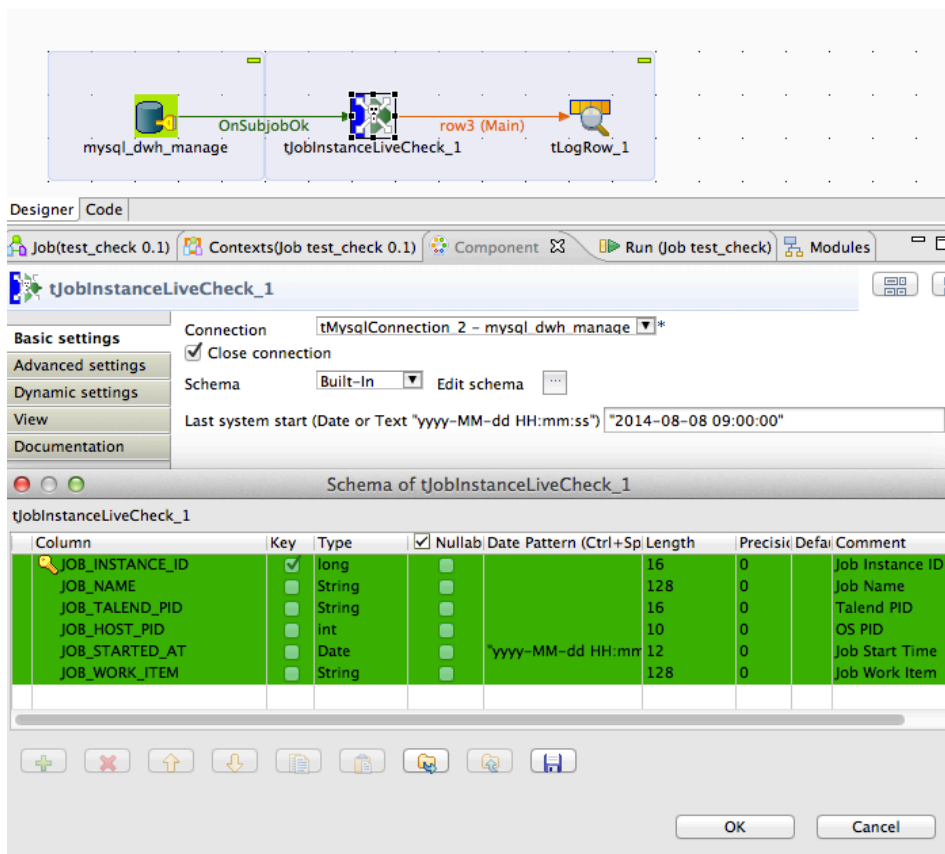 OnSubjobOk
row3 (Main)
mysql_dwh_manage
tJobInstanceLiveCheck_1
tLogRow_1
Designer Code
Job(test_check 0.1) Contexts(Job test_check 0.1) Component Run (Job test_check) Modules
tJobInstanceLiveCheck_1
Basic settings
Advanced settings
Dynamic settings
View
Documentation
Connection tMysqlConnection_2 - mysql_dwh_manage *
Close connection
Schema Built-In Edit schema ...
Last system start (Date or Text "yyyy-MM-dd HH:mm:ss") "2014-08-08 09:00:00"
Schema of tJobInstanceLiveCheck_1
tJobInstanceLiveCheck_1
Column Key Type Nullab Date Pattern (Ctrl+Sp Length Precisic Defau Comment
JOB_INSTANCE_ID long 16 0 Job Instance ID
JOB_NAME String 128 0 Job Name
JOB_TALEND_PID String 16 0 Talend PID
JOB_HOST_PID int 10 0 OS PID
JOB_STARTED_AT Date "yyyy-MM-dd HH:mm 12 0 Job Start Time
JOB_WORK_ITEM String 128 0 Job Work Item
OK Cancel